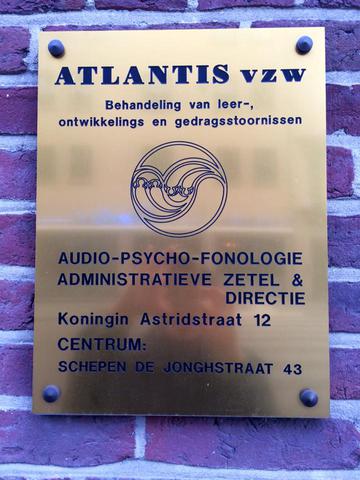 ATLANTIS vzw
Behandeling van leer-,
ontwikkelings en gedragsstoornissen
AUDIO-PSYCHO-FONOLOGIE
ADMINISTRATIEVE ZETEL &
DIRECTIE
Koningin Astridstraat 12
CENTRUM:
SCHEPEN DE JONGHSTRAAT 43